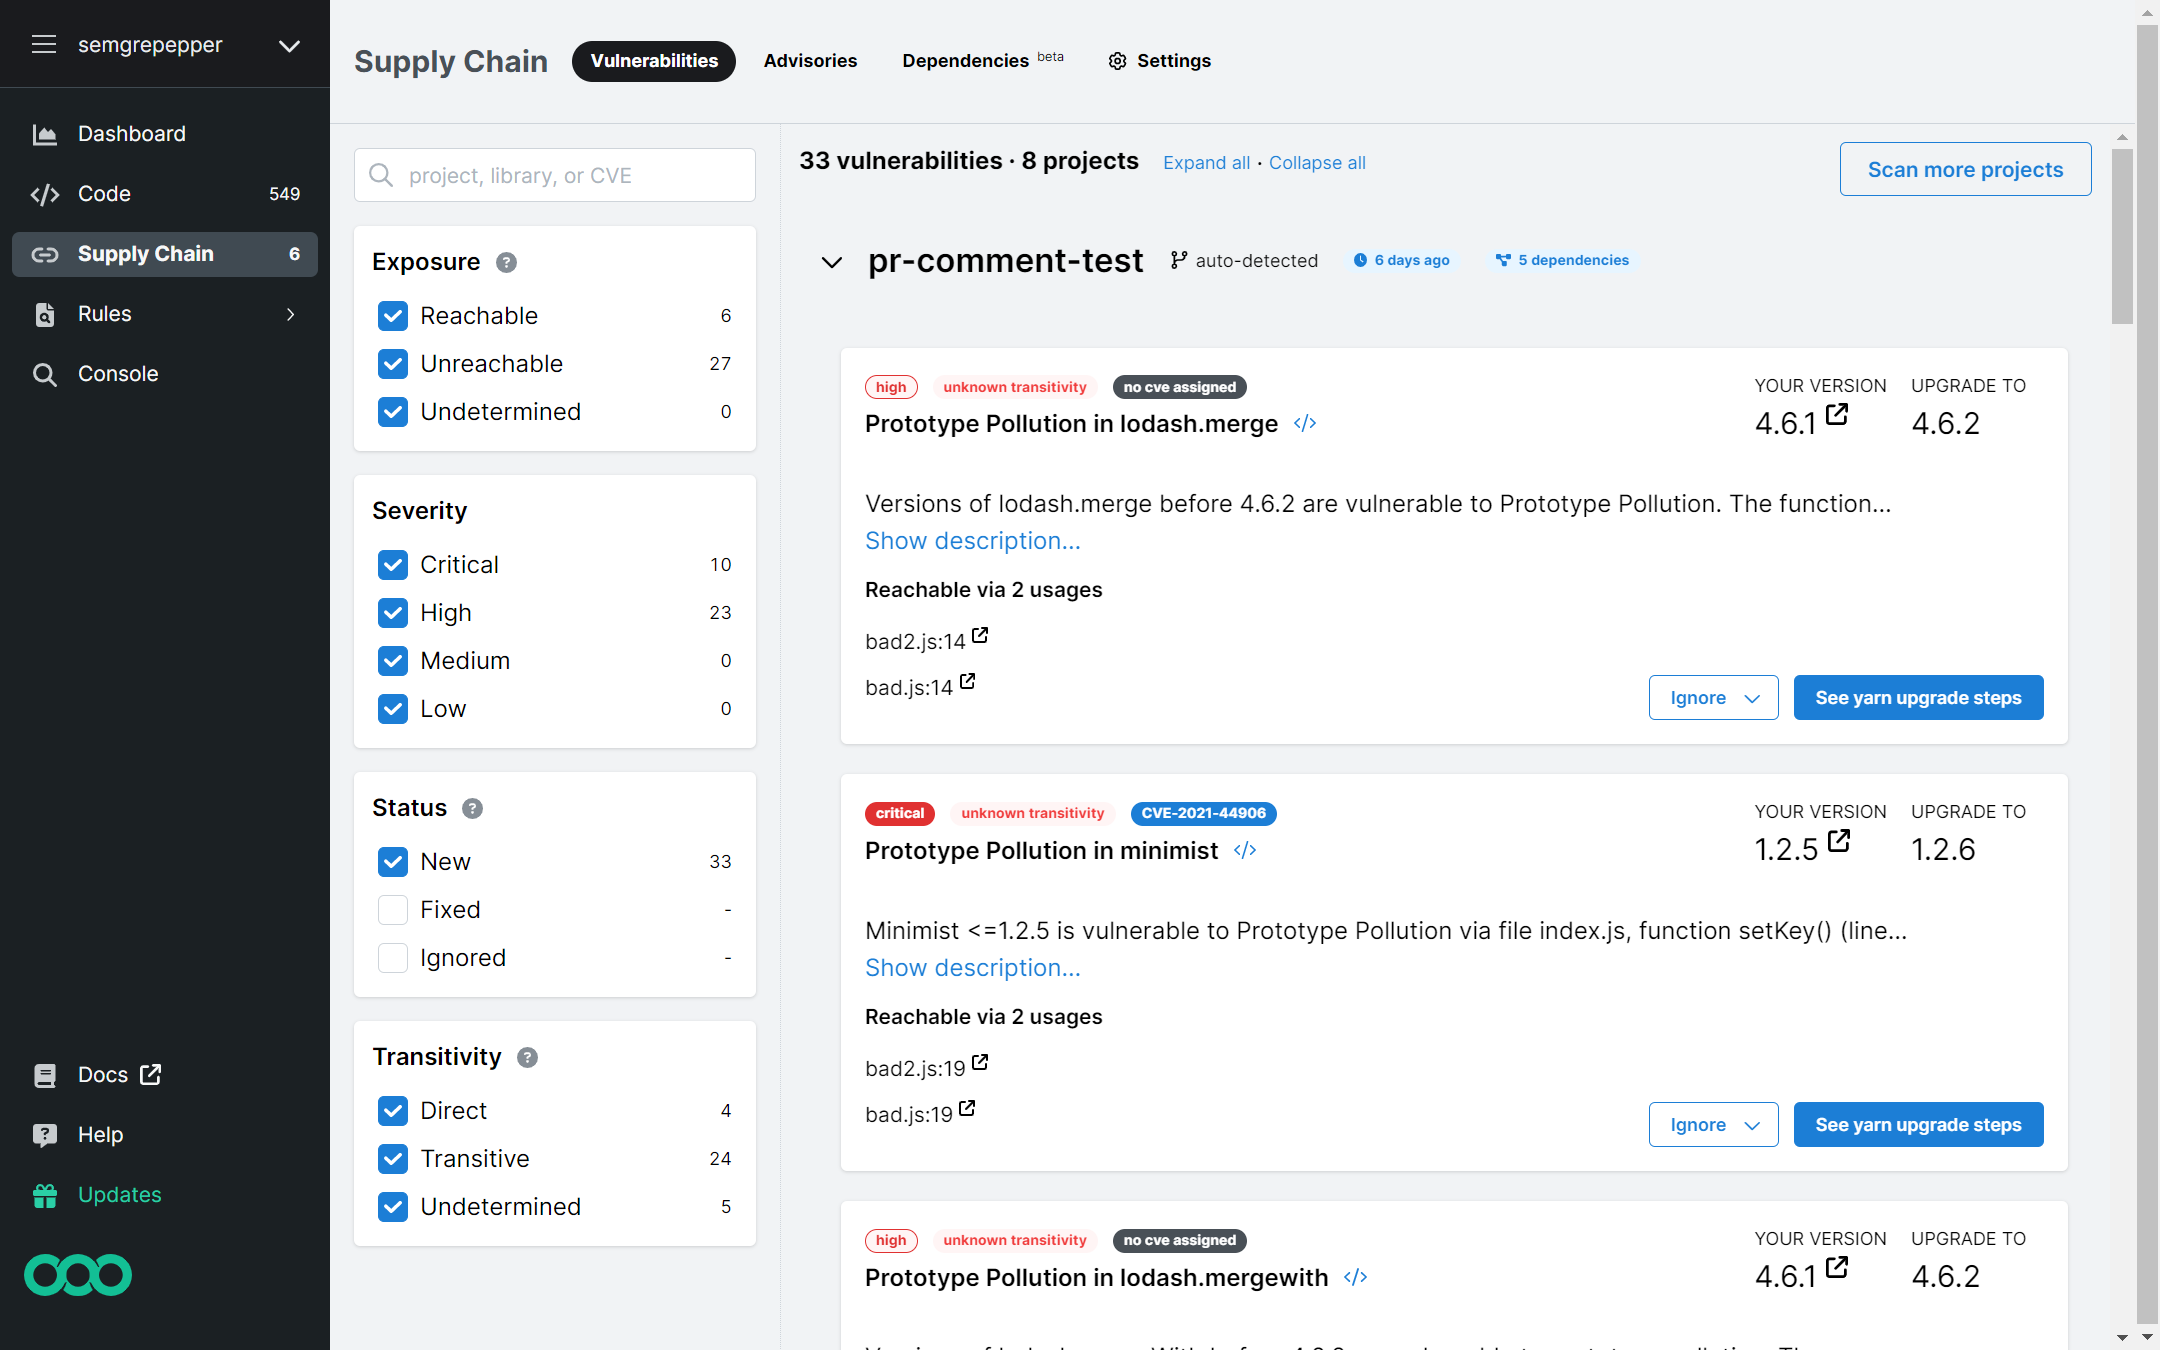 semgrepepper
Dashboard
Code 549
Supply Chain 6
Rules
Console
Docs
Help
Updates
Supply Chain Vulnerabilities Advisories Dependencies beta Settings
project, library, or CVE
Exposure ?
Reachable 6
Unreachable 27
Undetermined 0
Severity
Critical 10
High 23
Medium 0
Low 0
Status ?
New 33
Fixed -
Ignored -
Transitivity ?
Direct 4
Transitive 24
Undetermined 5
33 vulnerabilities · 8 projects Expand all · Collapse all
Scan more projects
pr-comment-test auto-detected 6 days ago 5 dependencies
high unknown transitivity no cve assigned
Prototype Pollution in lodash.merge </>
YOUR VERSION UPGRADE TO
4.6.1 4.6.2
Versions of lodash.merge before 4.6.2 are vulnerable to Prototype Pollution. The function...
Show description...
Reachable via 2 usages
bad2.js:14
bad.js:14
Ignore See yarn upgrade steps
critical unknown transitivity CVE-2021-44906
Prototype Pollution in minimist </>
YOUR VERSION UPGRADE TO
1.2.5 1.2.6
Minimist <=1.2.5 is vulnerable to Prototype Pollution via file index.js, function setKey() (line...
Show description...
Reachable via 2 usages
bad2.js:19
bad.js:19
Ignore See yarn upgrade steps
high unknown transitivity no cve assigned
Prototype Pollution in lodash.mergewith </>
YOUR VERSION UPGRADE TO
4.6.1 4.6.2